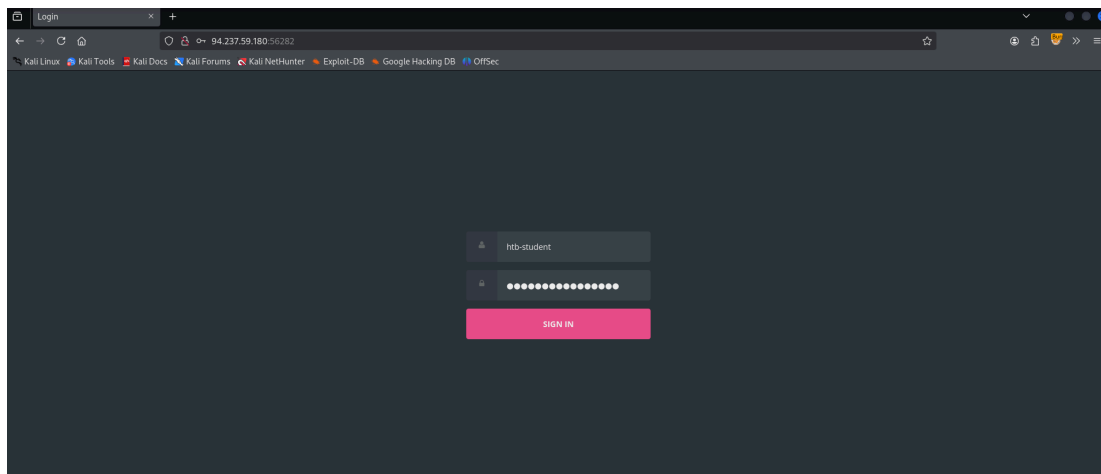 Login
94.237.59.180:56282
Kali Linux Kali Tools Kali Docs Kali Forums Kali NetHunter Exploit-DB Google Hacking DB OffSec
htb-student
SIGN IN